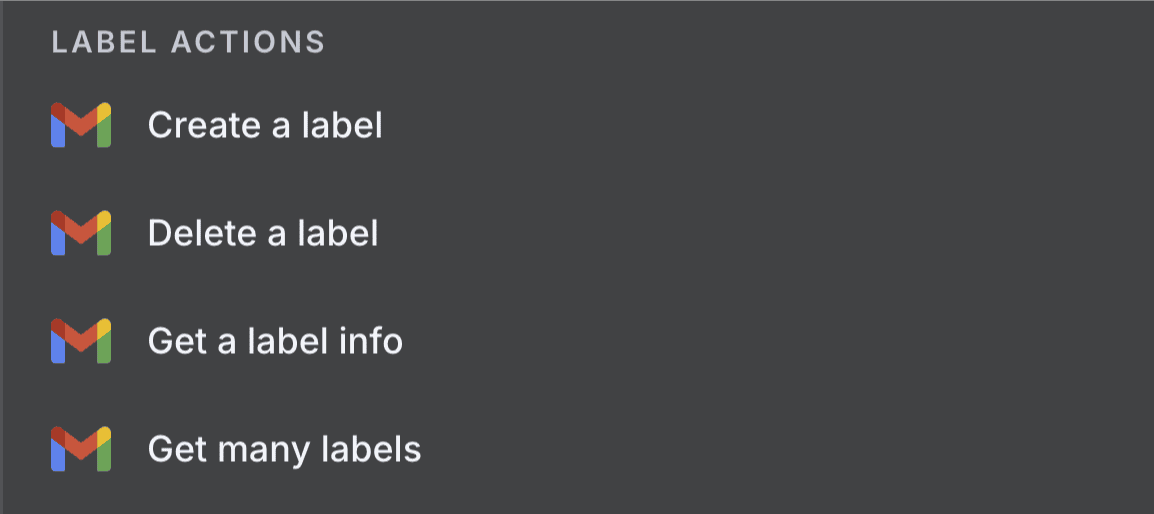 LABEL ACTIONS
Create a label
Delete a label
Get a label info
Get many labels